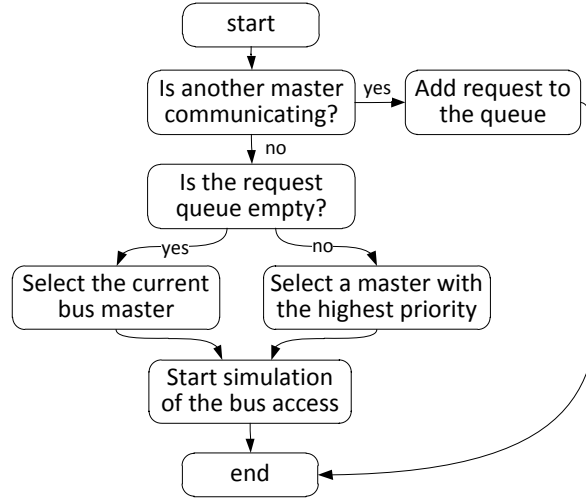 start
Is another master
communicating?
yes
Add request to
the queue
no
Is the request
queue empty?
yes
no
Select the current
bus master
Select a master with
the highest priority
Start simulation
of the bus access
end